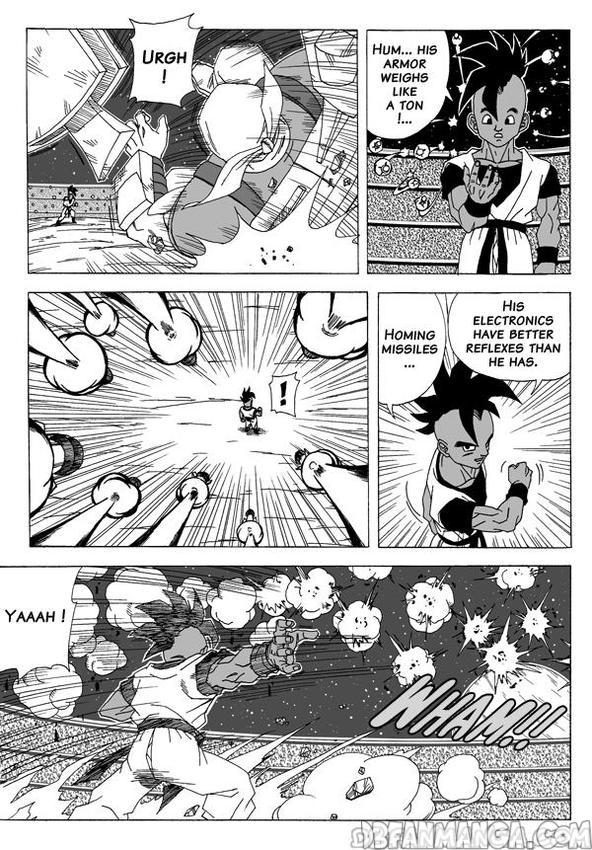 URGH
!
HUM... HIS
ARMOR
WEIGHS
LIKE
A TON
!...
!
HOMING
MISSILES
...
HIS
ELECTRONICS
HAVE BETTER
REFLEXES THAN
HE HAS.
YAAAH !
WHAM!!!
DBFANMANGA.COM